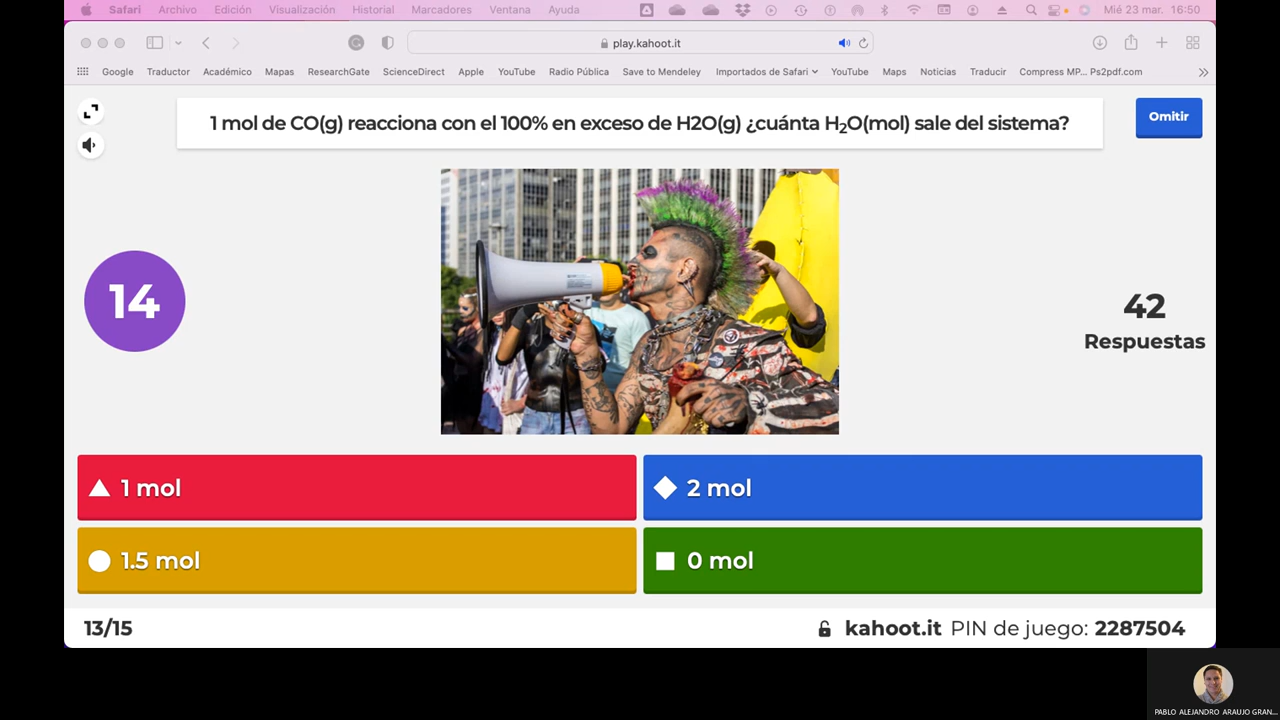 Safari Archivo Edición Visualización Historial Marcadores Ventana Ayuda Mié 23 mar. 16:50
play.kahoot.it
Google Traductor Académico Mapas ResearchGate ScienceDirect Apple YouTube Radio Pública Save to Mendeley Importados de Safari YouTube Maps Noticias Traducir Compress MP... Ps2pdf.com
1 mol de CO(g) reacciona con el 100% en exceso de H2O(g) ¿cuánta H₂O(mol) sale del sistema?
Omitir
14
42
Respuestas
1 mol
2 mol
1.5 mol
0 mol
13/15
kahoot.it PIN de juego: 2287504
PABLO ALEJANDRO ARAUJO GRAN...